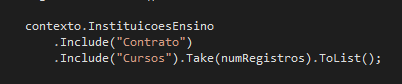 contexto.InstituicoesEnsino
.Include("Contrato")
.Include("Cursos").Take(numRegistros).ToList();